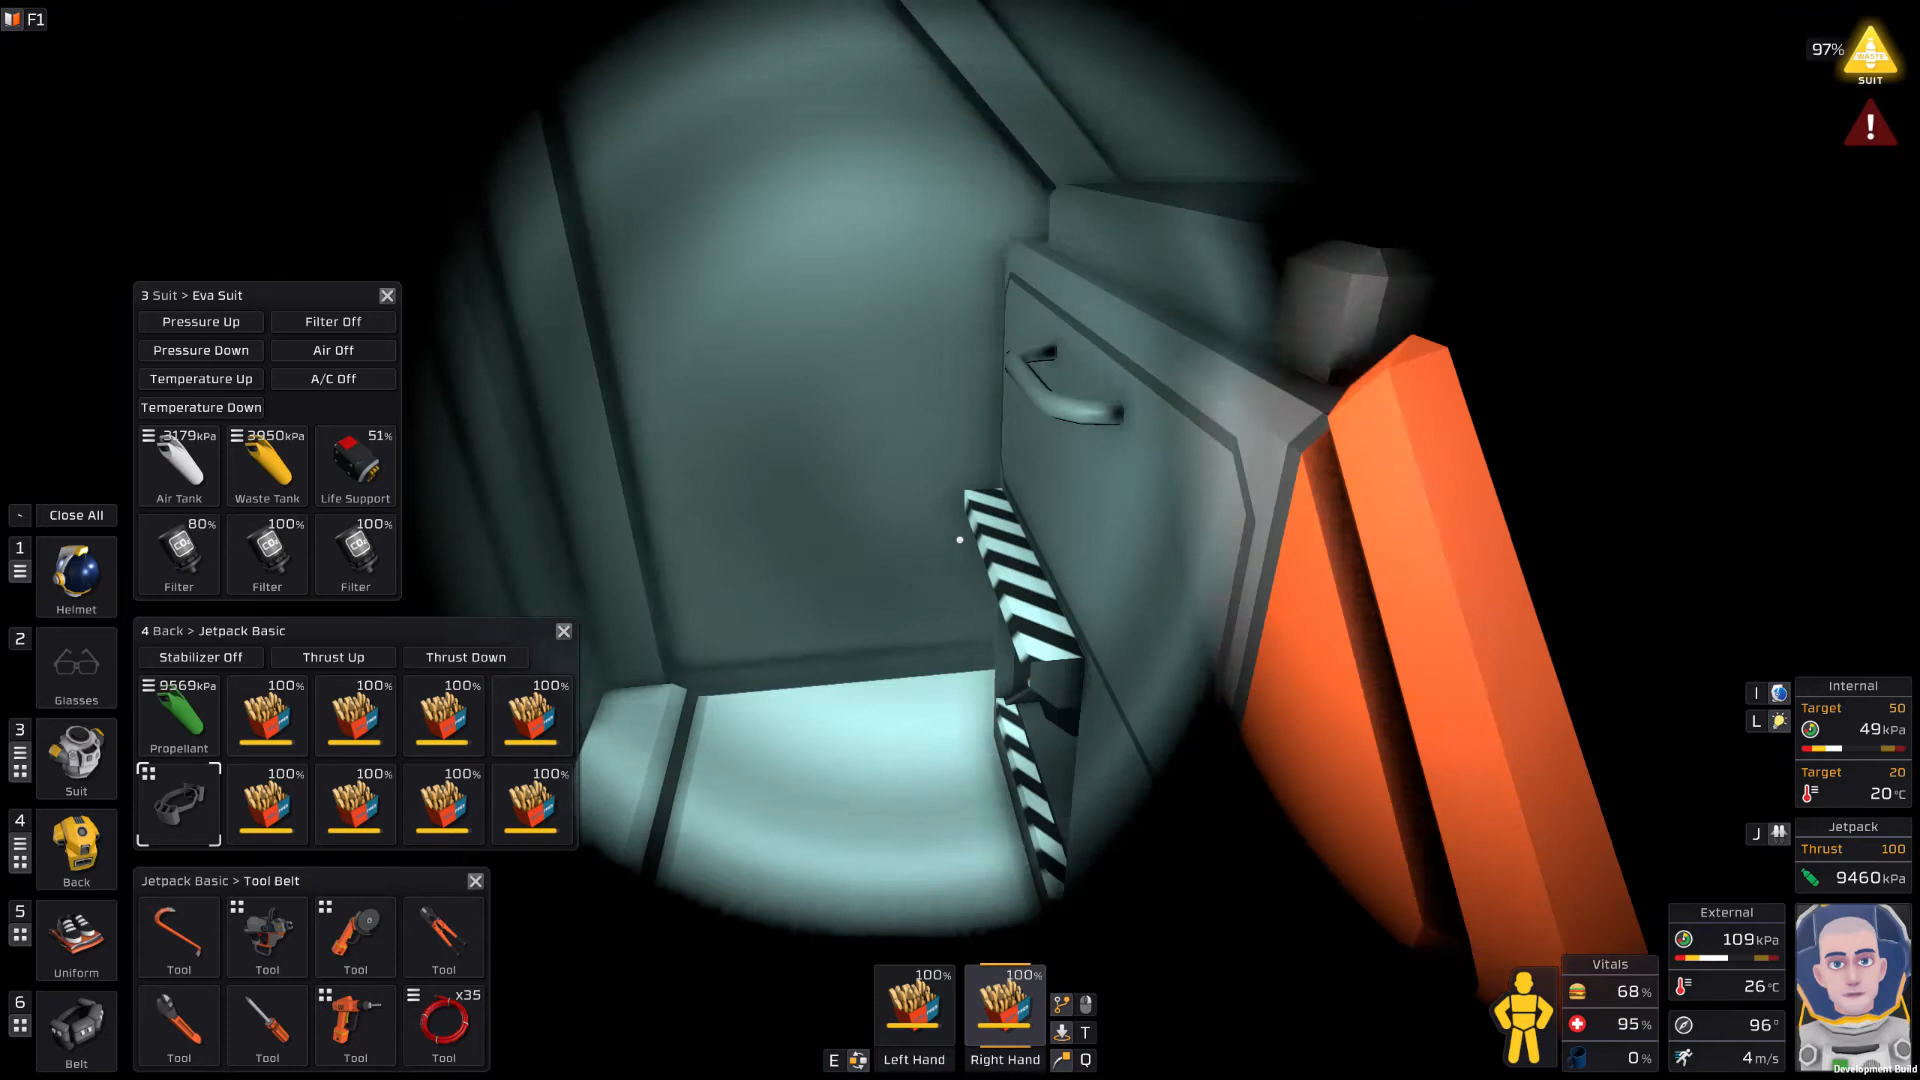 F1
97%
WASTE
SUIT
!
3 Suit > Eva Suit
Pressure Up
Filter Off
Pressure Down
Air Off
Temperature Up
A/C Off
Temperature Down
3179kPa
3950kPa
51%
Air Tank
Waste Tank
Life Support
80%
100%
100%
CO₂
CO₂
CO₂
Filter
Filter
Filter
~
Close All
1
Helmet
2
Glasses
3
Suit
4
Back
5
Uniform
6
Belt
4 Back > Jetpack Basic
Stabilizer Off
Thrust Up
Thrust Down
9569kPa
100%
100%
100%
100%
Propellant
100%
100%
100%
100%
Jetpack Basic > Tool Belt
Tool
Tool
Tool
Tool
x35
Tool
Tool
Tool
Tool
100%
100%
E
Left Hand
Right Hand
T
Q
I
L
Internal
Target 50
49kPa
Target 20
20°C
J
Jetpack
Thrust 100
9460kPa
External
109kPa
26°C
96°
4m/s
Vitals
68%
95%
0%
Development Build